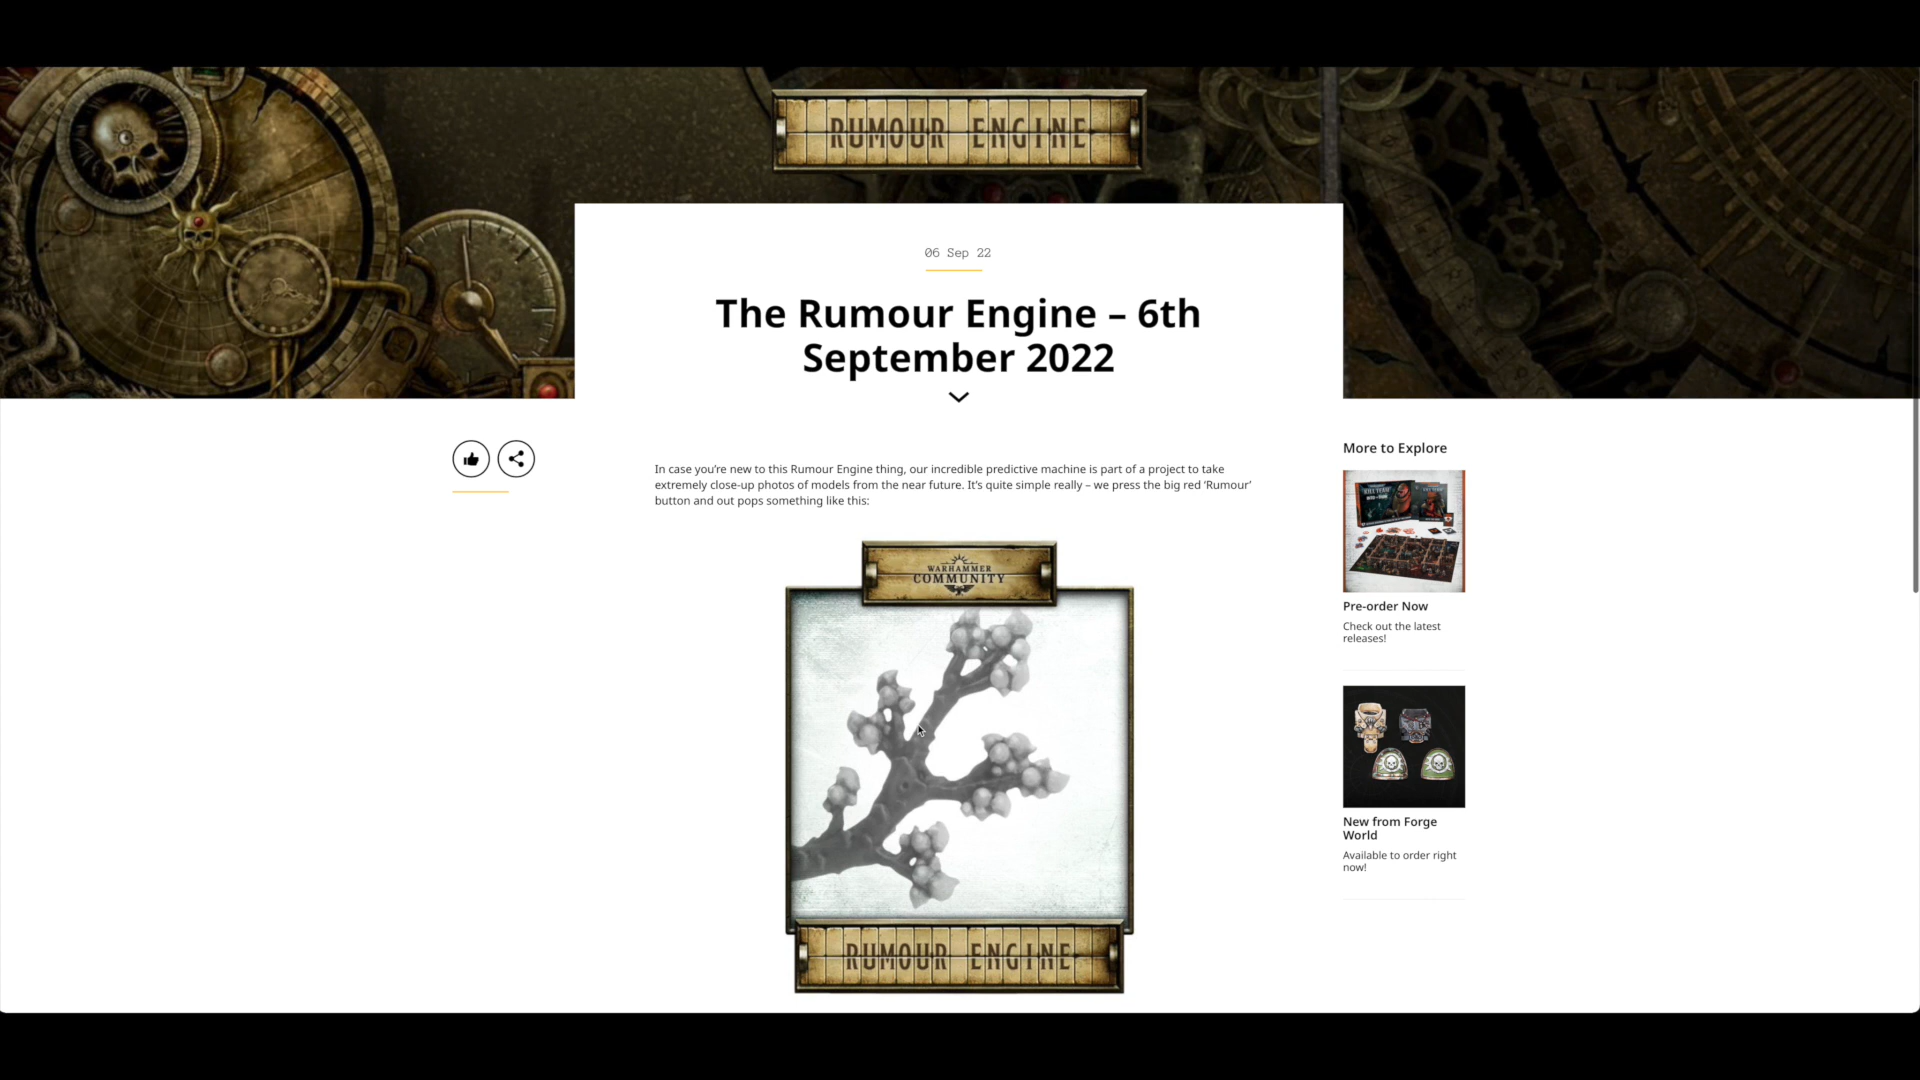 RUMOUR ENGINE
06 Sep 22
The Rumour Engine – 6th
September 2022
In case you’re new to this Rumour Engine thing, our incredible predictive machine is part of a project to take
extremely close-up photos of models from the near future. It’s quite simple really – we press the big red ‘Rumour’
button and out pops something like this:
WARHAMMER
COMMUNITY
RUMOUR ENGINE
More to Explore
Pre-order Now
Check out the latest
releases!
New from Forge
World
Available to order right
now!